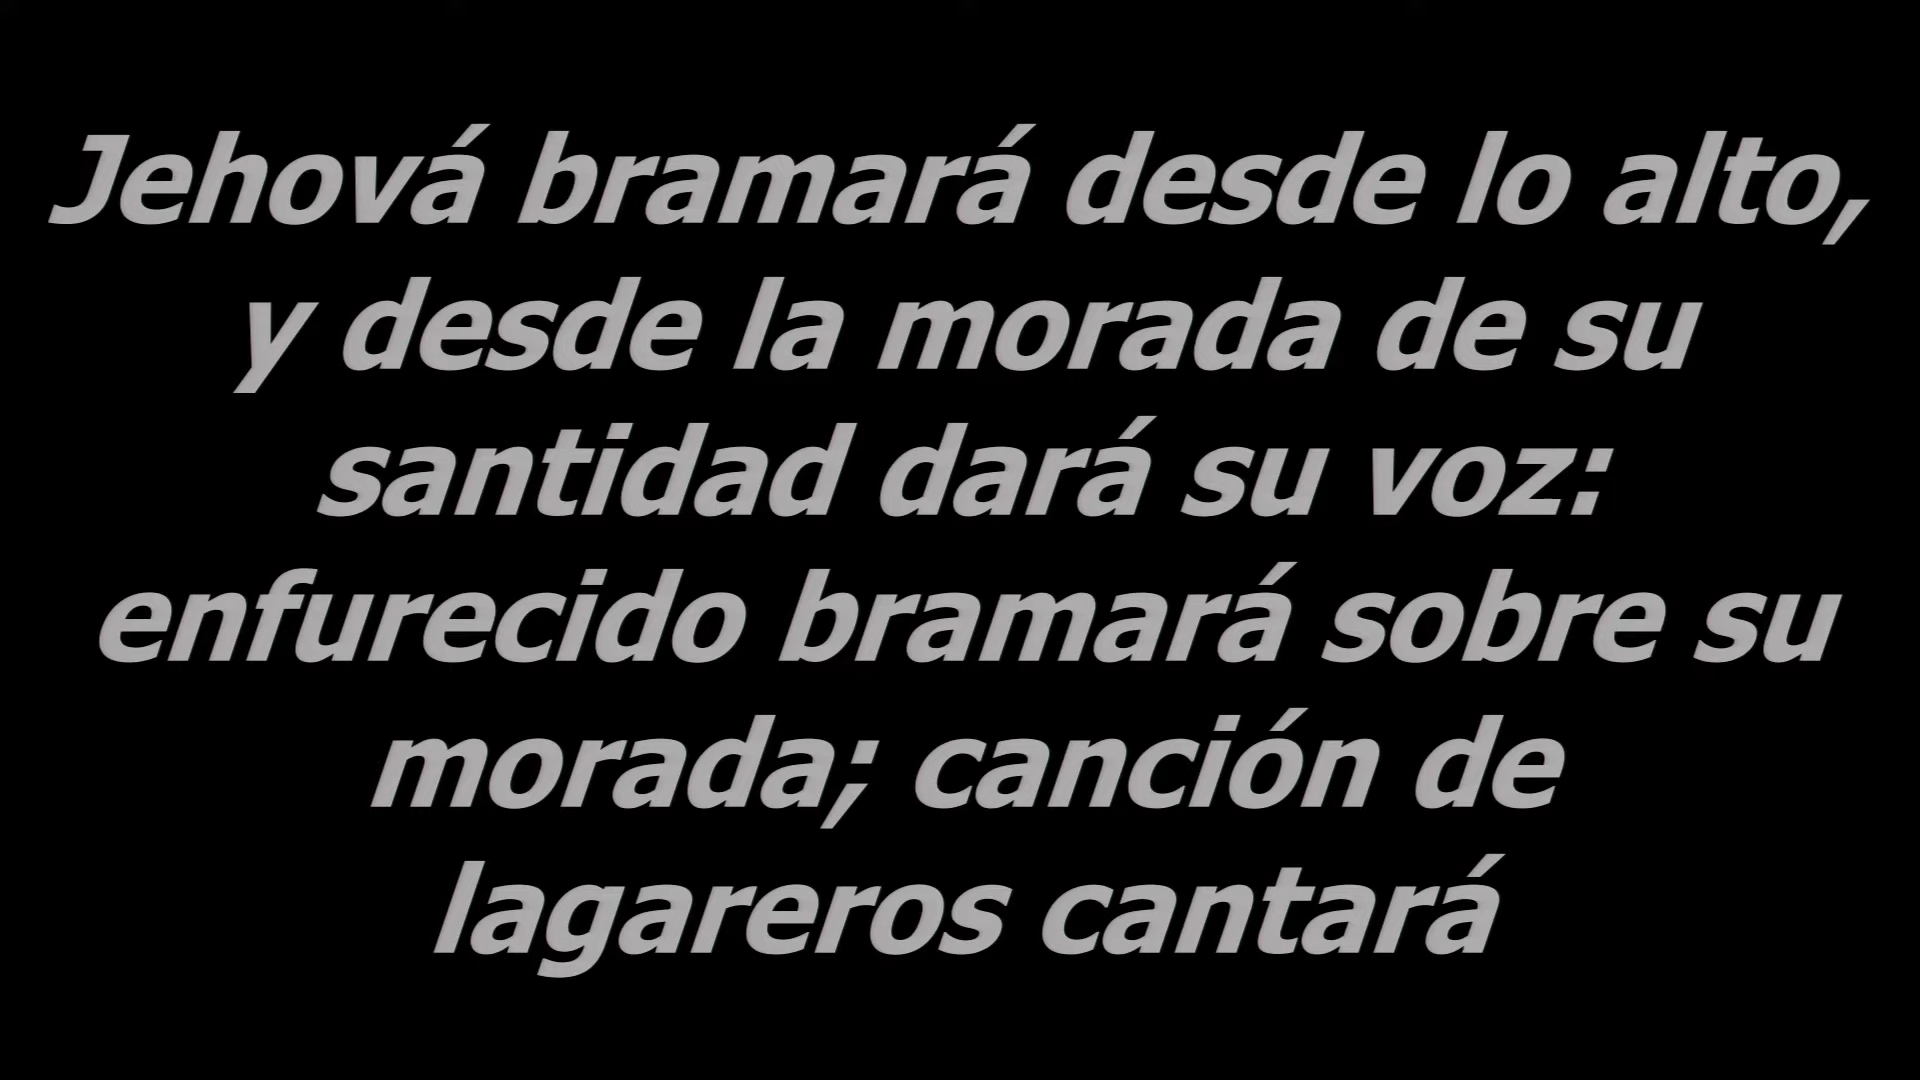 Jehová bramará desde lo alto,
y desde la morada de su
santidad dará su voz:
enfurecido bramará sobre su
morada; canción de
lagareros cantará